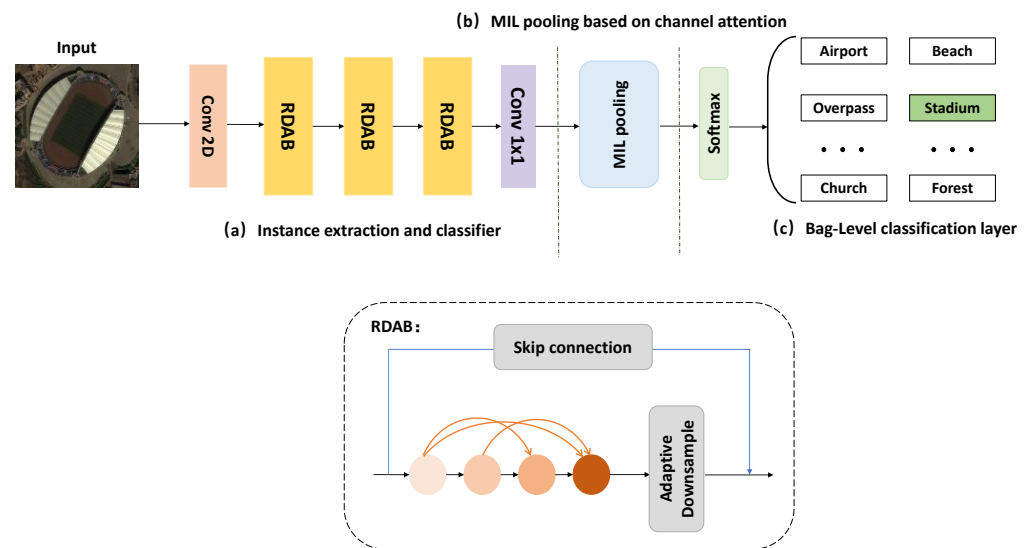 (b) MIL pooling based on channel attention
Input
Conv 2D
RDAB
RDAB
RDAB
Conv 1x1
MIL pooling
Softmax
Airport
Beach
Overpass
Stadium
• • •
• • •
Church
Forest
(a) Instance extraction and classifier
(c) Bag-Level classification layer
RDAB:
Skip connection
Adaptive
Downsample